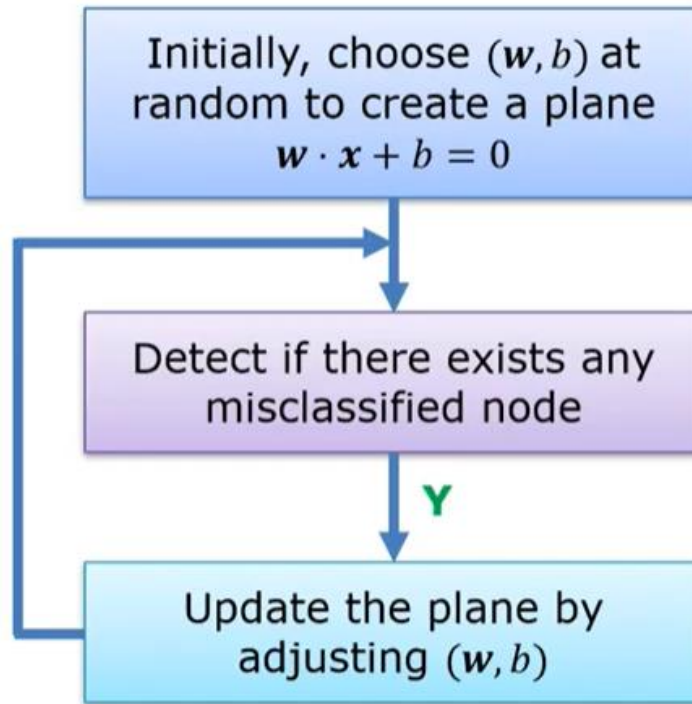 Initially, choose (w, b) at
random to create a plane
w · x + b = 0
Detect if there exists any
misclassified node
Y
Update the plane by
adjusting (w, b)